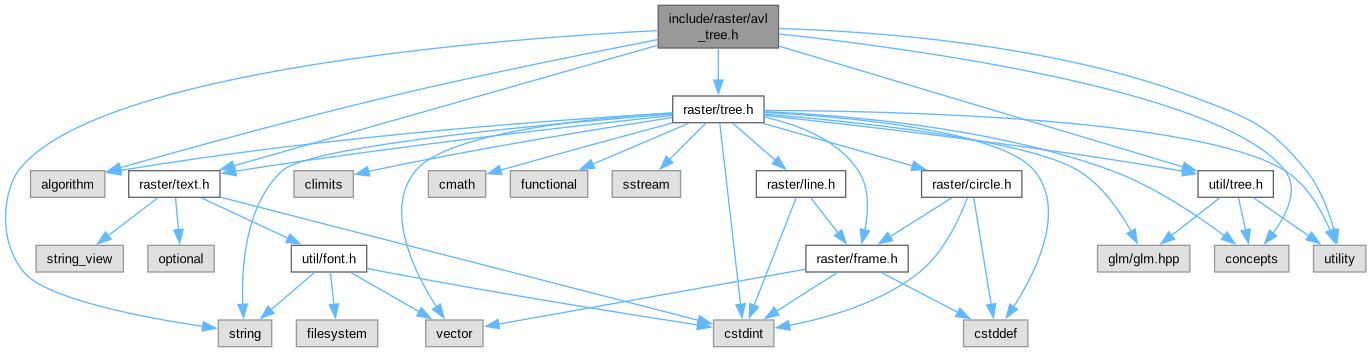 include/raster/avl
_tree.h
raster/tree.h
algorithm
raster/text.h
climits
cmath
functional
sstream
raster/line.h
raster/circle.h
util/tree.h
string_view
optional
util/font.h
raster/frame.h
glm/glm.hpp
concepts
utility
string
filesystem
vector
cstdint
cstddef